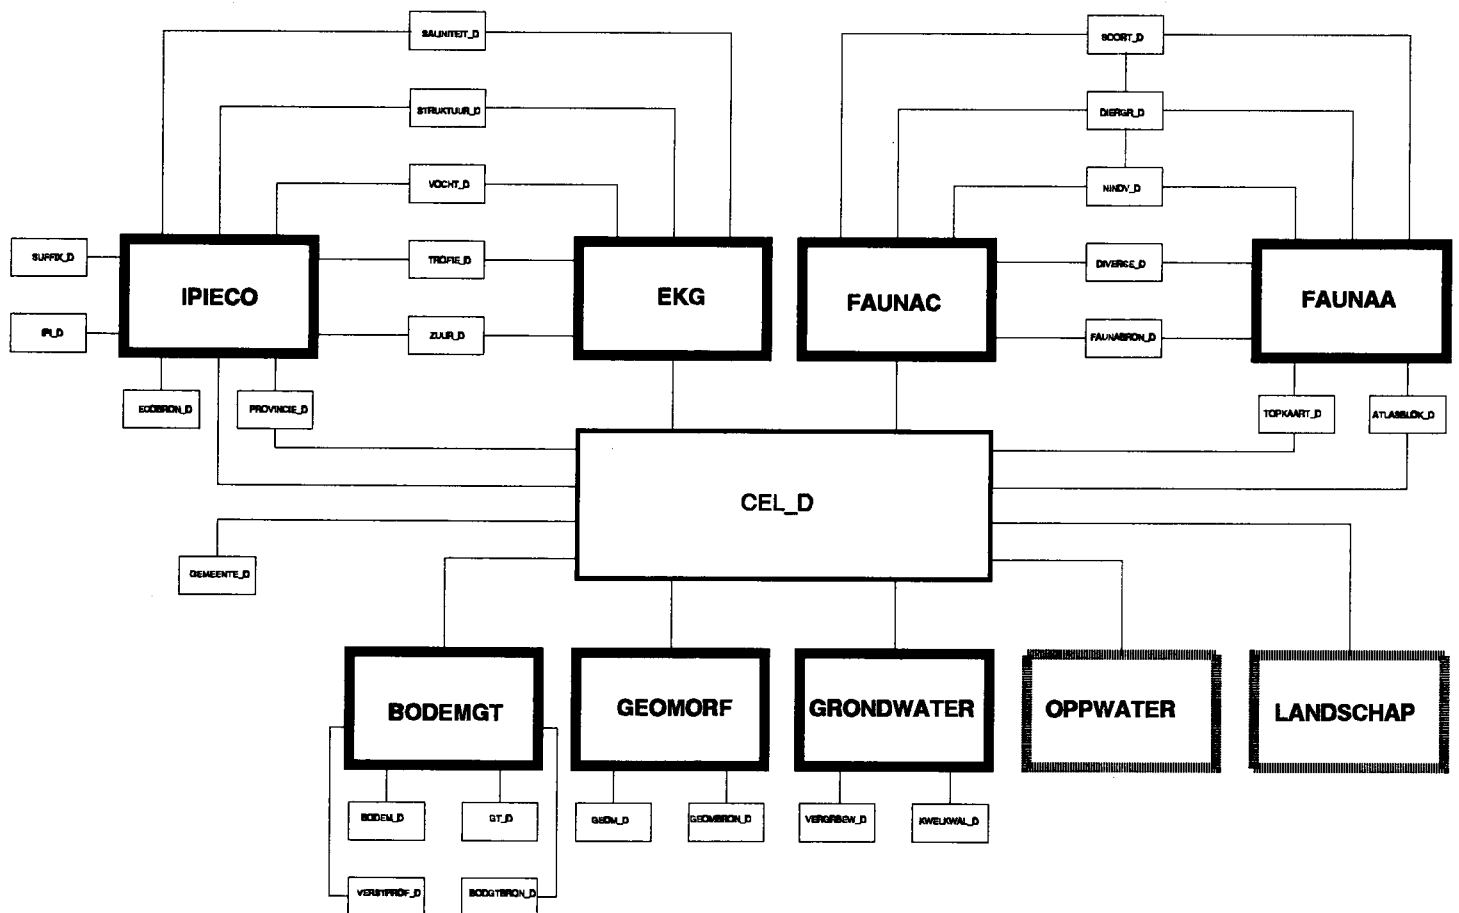 SALINITEIT_D
SOORT_D
STRUKTUUR_D
DIERGR_D
VOCHT_D
NINDV_D
SUFFIX_D
TROFIE_D
DIVERGE_D
IPIECO
EKG
FAUNAC
FAUNAA
IPI_D
ZUUR_D
FAUNABRON_D
ECOBRON_D
PROVINCIE_D
TOPKAART_D
ATLASBLOK_D
CEL_D
GEMEENTE_D
BODEMGT
GEOMORF
GRONDWATER
OPPWATER
LANDSCHAP
BODEM_D
GT_D
GEOM_D
GEOMBRON_D
VERGRBEW_D
KWELKWAL_D
VERSTPROF_D
BODGTBRON_D